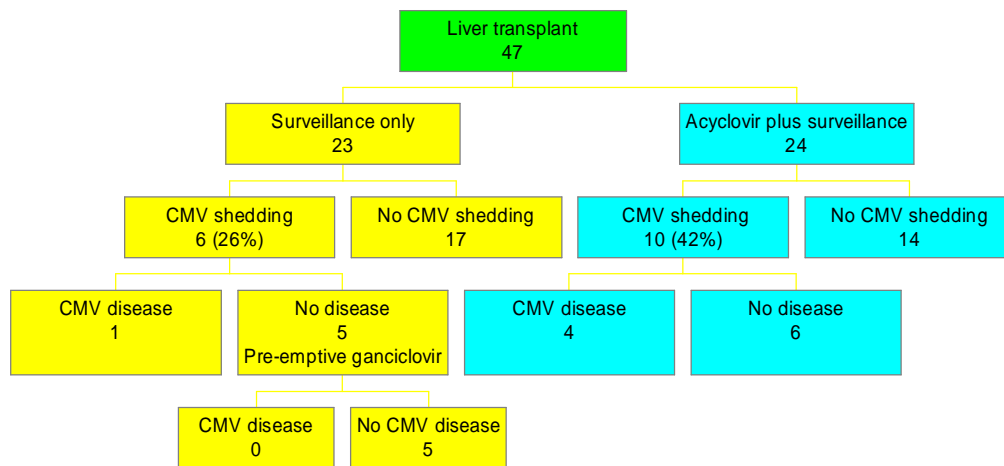 Liver transplant
47
Surveillance only
23
Acyclovir plus surveillance
24
CMV shedding
6 (26%)
No CMV shedding
17
CMV shedding
10 (42%)
No CMV shedding
14
CMV disease
1
No disease
5
Pre-emptive ganciclovir
CMV disease
4
No disease
6
CMV disease
0
No CMV disease
5